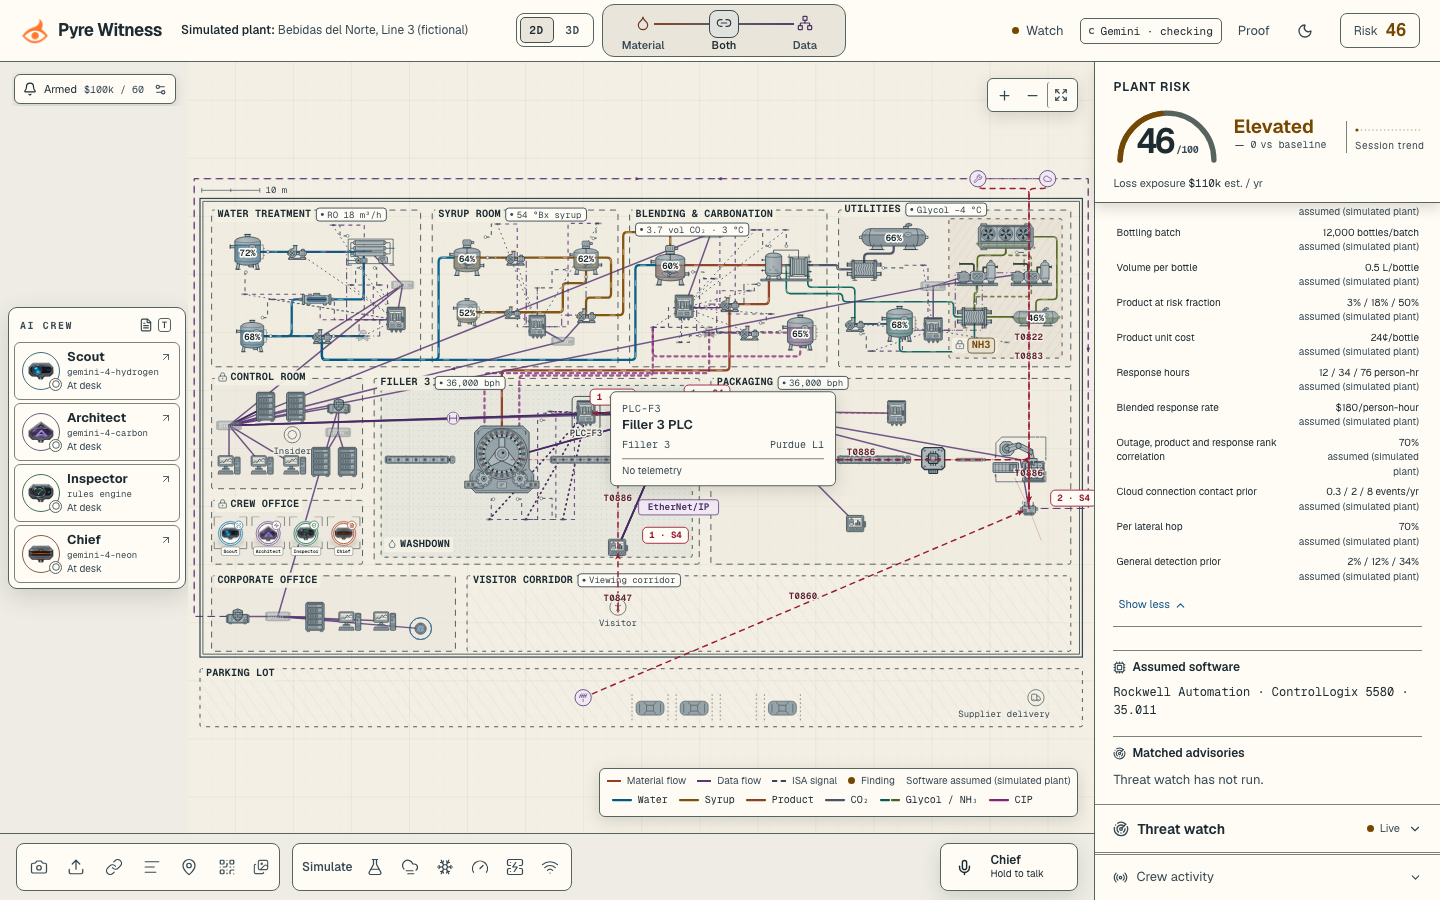 Pyre Witness
Simulated plant: Bebidas del Norte, Line 3 (fictional)
2D 3D
Material Both Data
Watch
Gemini · checking
Proof
Risk 46
Armed $100k / 60
AI CREW
T
Scout
gemini-4-hydrogen
At desk
Architect
gemini-4-carbon
At desk
Inspector
rules engine
At desk
Chief
gemini-4-neon
At desk
10 m
WATER TREATMENT
RO 18 m³/h
SYRUP ROOM
54 °Bx syrup
BLENDING & CARBONATION
3.7 vol CO₂ · 3 °C
UTILITIES
Glycol -4 °C
72%
68%
64%
62%
52%
60%
65%
66%
68%
46%
NH3
T0822
T0883
CONTROL ROOM
Insider
FILLER 3
36,000 bph
PACKAGING
36,000 bph
PLC-F3
PLC-F3
Filler 3 PLC
Filler 3 Purdue L1
No telemetry
T0886
T0886
T0886
2 · S4
EtherNet/IP
1 · S4
WASHDOWN
CREW OFFICE
Scout Architect Inspector Chief
CORPORATE OFFICE
VISITOR CORRIDOR
Viewing corridor
T0847
Visitor
T0860
PARKING LOT
Supplier delivery
Material flow Data flow ISA signal Finding Software assumed (simulated plant)
Water Syrup Product CO₂ Glycol / NH₃ CIP
Simulate
Chief
Hold to talk
PLANT RISK
46 /100
Elevated
— 0 vs baseline
Session trend
Loss exposure $110k est. / yr
assumed (simulated plant)
Bottling batch 12,000 bottles/batch
assumed (simulated plant)
Volume per bottle 0.5 L/bottle
assumed (simulated plant)
Product at risk fraction 3% / 18% / 50%
assumed (simulated plant)
Product unit cost 24¢/bottle
assumed (simulated plant)
Response hours 12 / 34 / 76 person-hr
assumed (simulated plant)
Blended response rate $180/person-hour
assumed (simulated plant)
Outage, product and response rank 70%
correlation assumed (simulated
plant)
Cloud connection contact prior 0.3 / 2 / 8 events/yr
assumed (simulated plant)
Per lateral hop 70%
assumed (simulated plant)
General detection prior 2% / 12% / 34%
assumed (simulated plant)
Show less
Assumed software
Rockwell Automation · ControlLogix 5580 ·
35.011
Matched advisories
Threat watch has not run.
Threat watch
Live
Crew activity